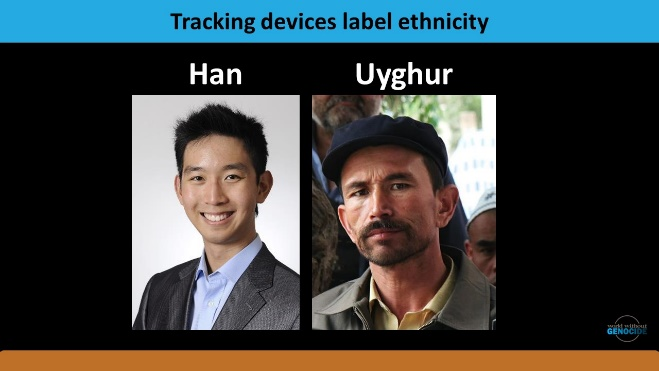 Tracking devices label ethnicity
Han Uyghur
world without
GENOCIDE